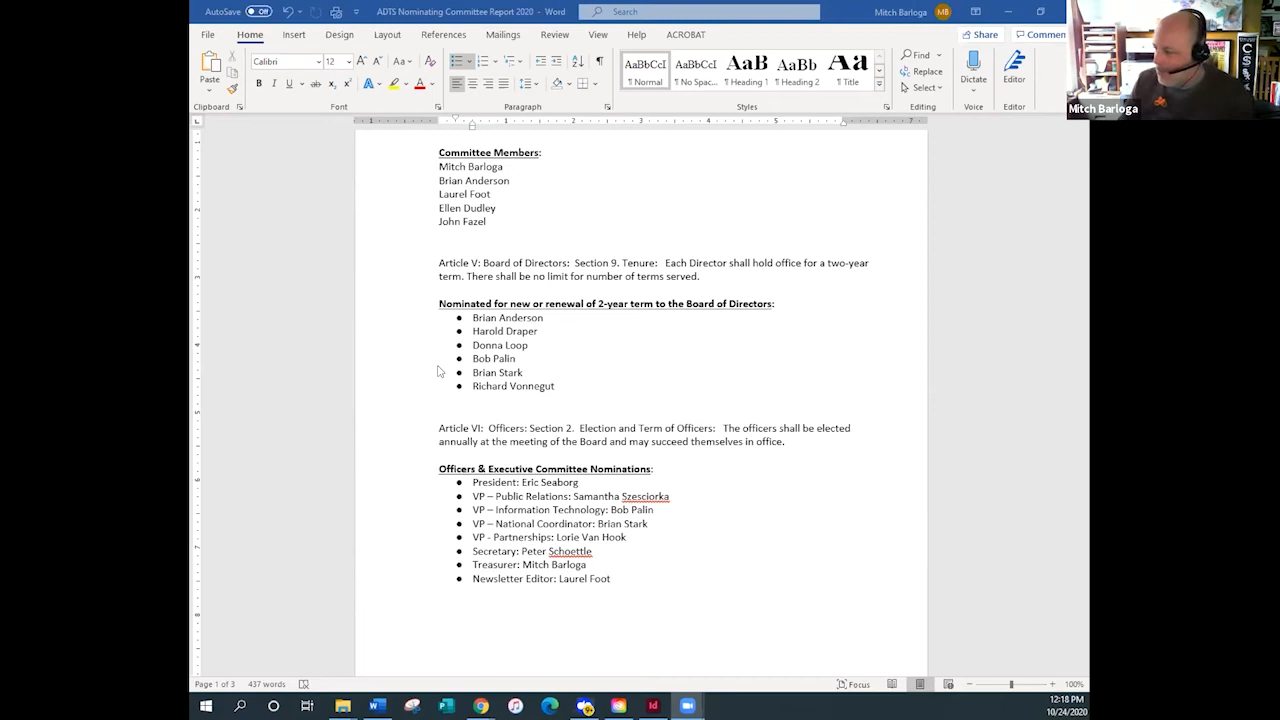 AutoSave Off
ADTS Nominating Committee Report 2020 - Word
Search
Mitch Barloga MB
File Home Insert Design Layout References Mailings Review View Help ACROBAT Share Commen
Paste
Calibri 12
AaBbCcI AaBbCcI AaB AaBb Aa
Normal No Spac... Heading 1 Heading 2 Title
Find
Replace
Select
Dictate
Editor
Clipboard Font Paragraph Styles Editing Voice Editor
Mitch Barloga
Committee Members:
Mitch Barloga
Brian Anderson
Laurel Foot
Ellen Dudley
John Fazel
Article V: Board of Directors: Section 9. Tenure: Each Director shall hold office for a two-year
term. There shall be no limit for number of terms served.
Nominated for new or renewal of 2-year term to the Board of Directors:
● Brian Anderson
● Harold Draper
● Donna Loop
● Bob Palin
● Brian Stark
● Richard Vonnegut
Article VI: Officers: Section 2. Election and Term of Officers: The officers shall be elected
annually at the meeting of the Board and may succeed themselves in office.
Officers & Executive Committee Nominations:
● President: Eric Seaborg
● VP – Public Relations: Samantha Szesciorka
● VP – Information Technology: Bob Palin
● VP – National Coordinator: Brian Stark
● VP - Partnerships: Lorie Van Hook
● Secretary: Peter Schoettle
● Treasurer: Mitch Barloga
● Newsletter Editor: Laurel Foot
Page 1 of 3 437 words
Focus
100%
12:18 PM
10/24/2020